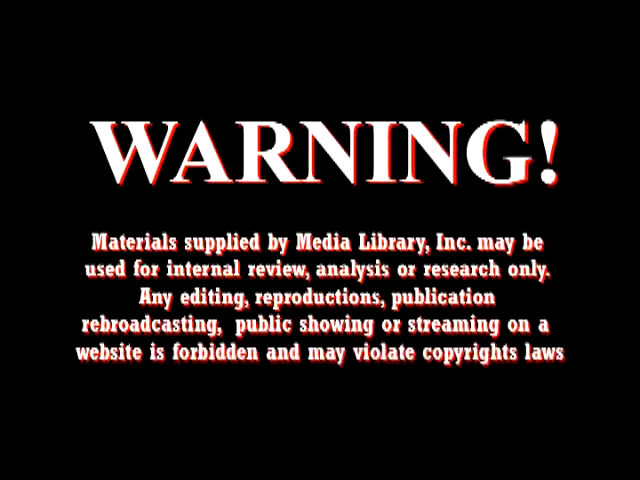 WARNING!
Materials supplied by Media Library, Inc. may be
used for internal review, analysis or research only.
Any editing, reproductions, publication
rebroadcasting, public showing or streaming on a
website is forbidden and may violate copyrights laws